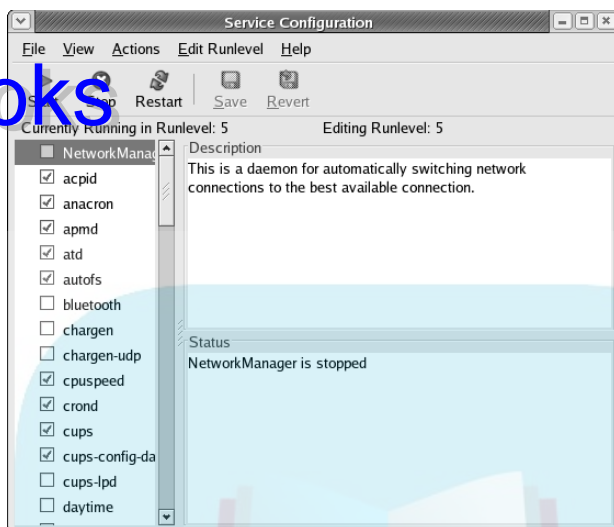 Service Configuration
File View Actions Edit Runlevel Help
oks
Restart Save Revert
Currently Running in Runlevel: 5 Editing Runlevel: 5
NetworkManag
acpid
anacron
apmd
atd
autofs
bluetooth
chargen
chargen-udp
cpuspeed
crond
cups
cups-config-da
cups-lpd
daytime
Description
This is a daemon for automatically switching network
connections to the best available connection.
Status
NetworkManager is stopped